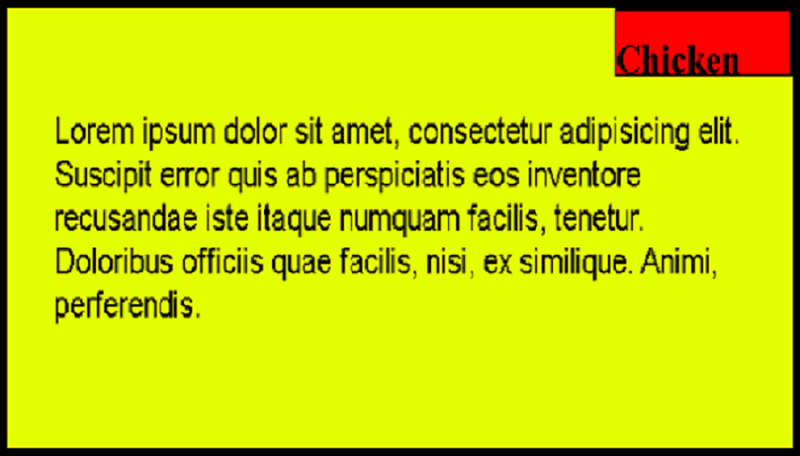 Chicken
Lorem ipsum dolor sit amet, consectetur adipisicing elit.
Suscipit error quis ab perspiciatis eos inventore
recusandae iste itaque numquam facilis, tenetur.
Doloribus officiis quae facilis, nisi, ex similique. Animi,
perferendis.